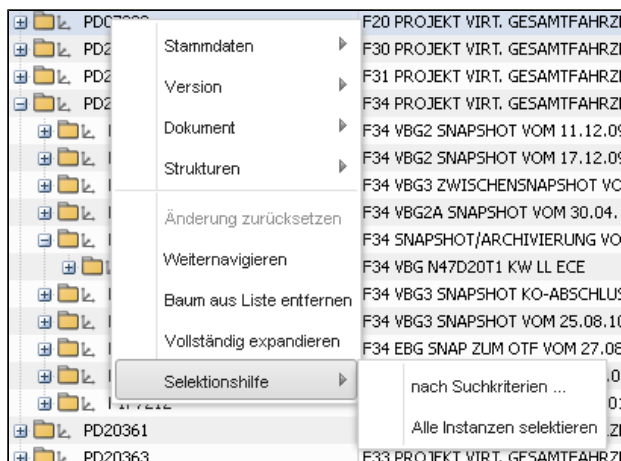 PD07 F20 PROJEKT VIRT. GESAMTFAHRZ
PD2 F30 PROJEKT VIRT. GESAMTFAHRZ
PD2 F31 PROJEKT VIRT. GESAMTFAHRZ
PD2 F34 PROJEKT VIRT. GESAMTFAHRZ
F34 VBG2 SNAPSHOT VOM 11.12.09
F34 VBG2 SNAPSHOT VOM 17.12.09
F34 VBG3 ZWISCHENSNAPSHOT VO
F34 VBG2A SNAPSHOT VOM 30.04.
F34 SNAPSHOT/ARCHIVIERUNG VO
F34 VBG N47D20T1 KW LL ECE
F34 VBG3 SNAPSHOT KO-ABSCHLUS
F34 VBG3 SNAPSHOT VOM 25.08.10
F34 EBG SNAP ZUM OTF VOM 27.08
PD20361
PD20363 F33 PROJEKT VIRT. GESAMTFAHRZ
Stammdaten
Version
Dokument
Strukturen
Änderung zurücksetzen
Weiternavigieren
Baum aus Liste entfernen
Vollständig expandieren
Selektionshilfe
nach Suchkriterien ...
Alle Instanzen selektieren